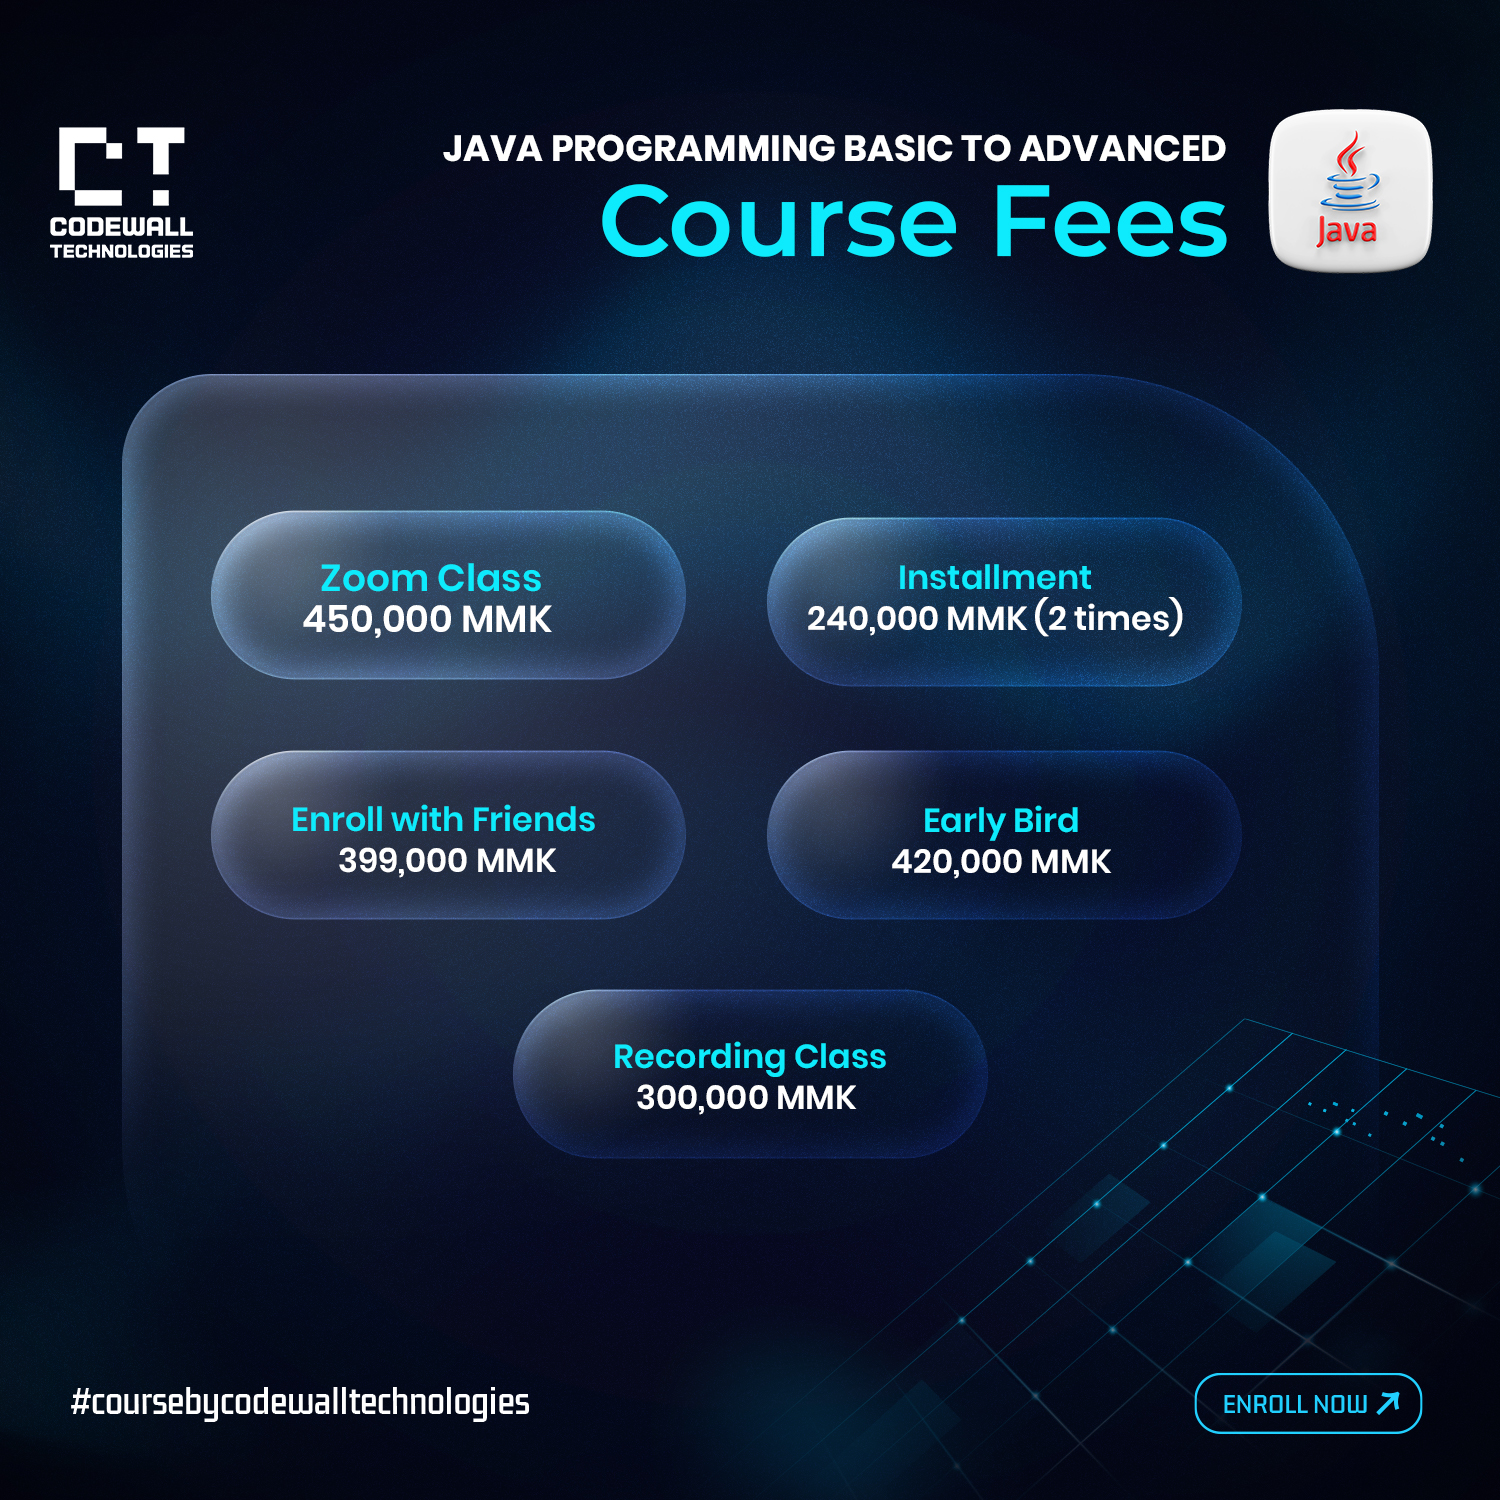 CT
CODEWALL
TECHNOLOGIES
JAVA PROGRAMMING BASIC TO ADVANCED
Course Fees
Java
Zoom Class
450,000 MMK
Installment
240,000 MMK (2 times)
Enroll with Friends
399,000 MMK
Early Bird
420,000 MMK
Recording Class
300,000 MMK
#coursebycodewalltechnologies
ENROLL NOW